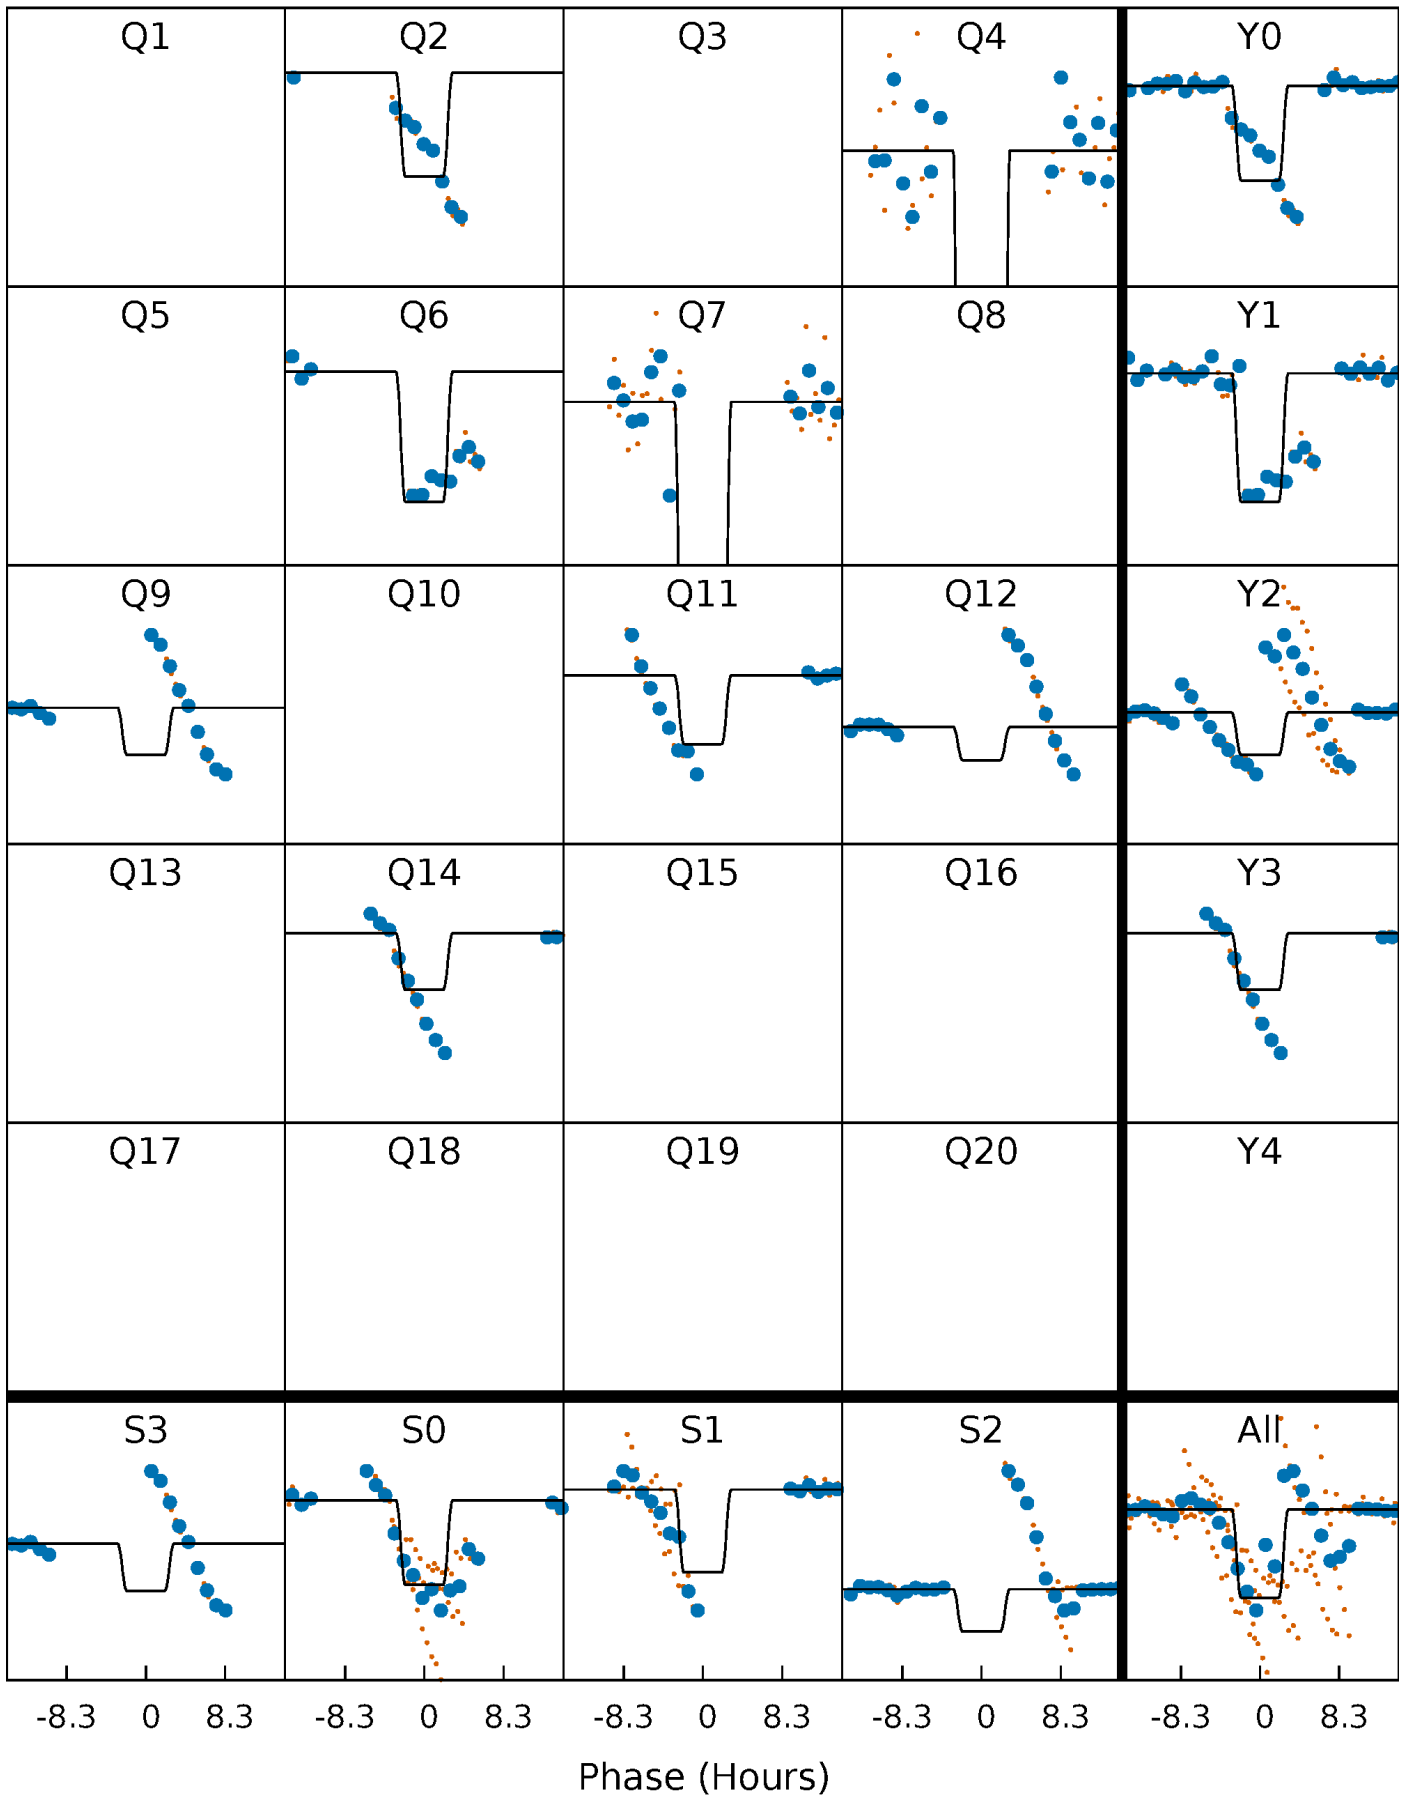 Q1 Q2 Q3 Q4 Y0
Q5 Q6 Q7 Q8 Y1
Q9 Q10 Q11 Q12 Y2
Q13 Q14 Q15 Q16 Y3
Q17 Q18 Q19 Q20 Y4
S3 S0 S1 S2 All
-8.3 0 8.3 -8.3 0 8.3 -8.3 0 8.3 -8.3 0 8.3 -8.3 0 8.3
Phase (Hours)